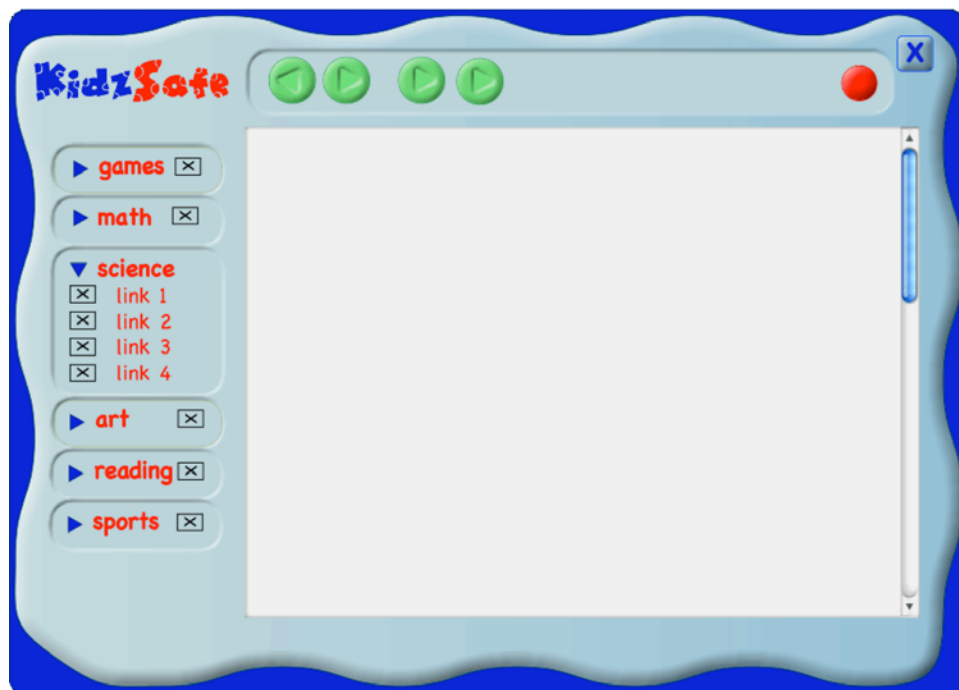 KidzSafe
X
games
math
science
link 1
link 2
link 3
link 4
art
reading
sports